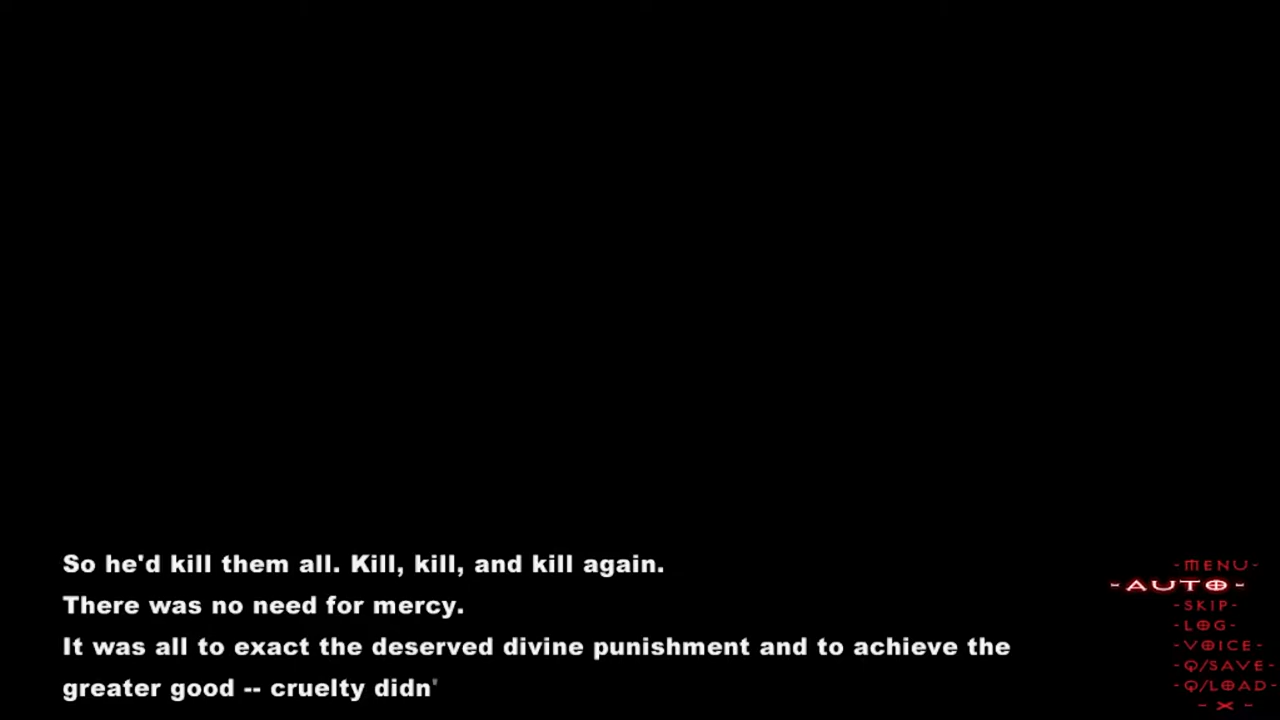 So he'd kill them all. Kill, kill, and kill again.
There was no need for mercy.
It was all to exact the deserved divine punishment and to achieve the
greater good -- cruelty didn'
-MENU-
-AUTO-
-SKIP-
-LOG-
-VOICE-
-Q/SAVE-
-Q/LOAD-
-X-